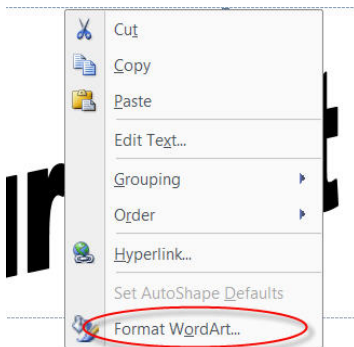 Cut
Copy
Paste
Edit Text...
Grouping
Order
Hyperlink...
Set AutoShape Defaults
Format WordArt...